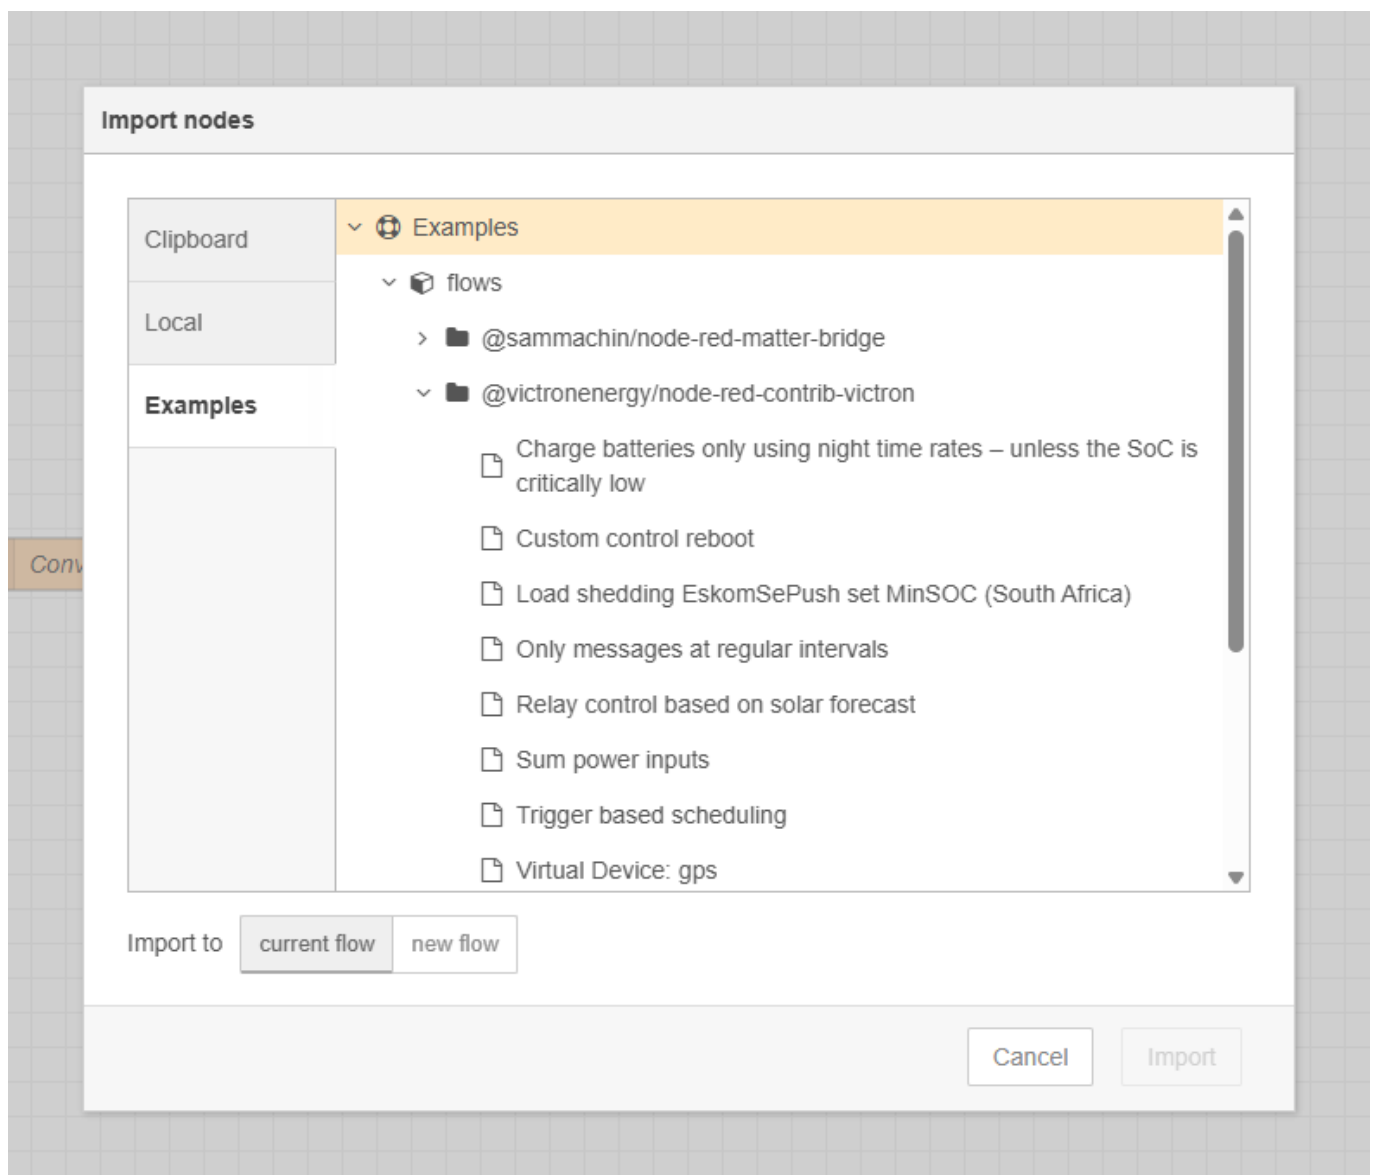 Import nodes
Clipboard
Local
Examples
Examples
flows
@sammachin/node-red-matter-bridge
@victronenergy/node-red-contrib-victron
Charge batteries only using night time rates – unless the SoC is
critically low
Custom control reboot
Load shedding EskomSePush set MinSOC (South Africa)
Only messages at regular intervals
Relay control based on solar forecast
Sum power inputs
Trigger based scheduling
Virtual Device: gps
Conv
Import to
current flow
new flow
Cancel
Import